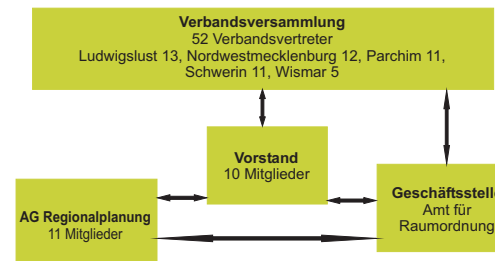 Verbandsversammlung
52 Verbandsvertreter
Ludwigslust 13, Nordwestmecklenburg 12, Parchim 11,
Schwerin 11, Wismar 5
Vorstand
10 Mitglieder
AG Regionalplanung
11 Mitglieder
Geschäftsstell
Amt für
Raumordnung